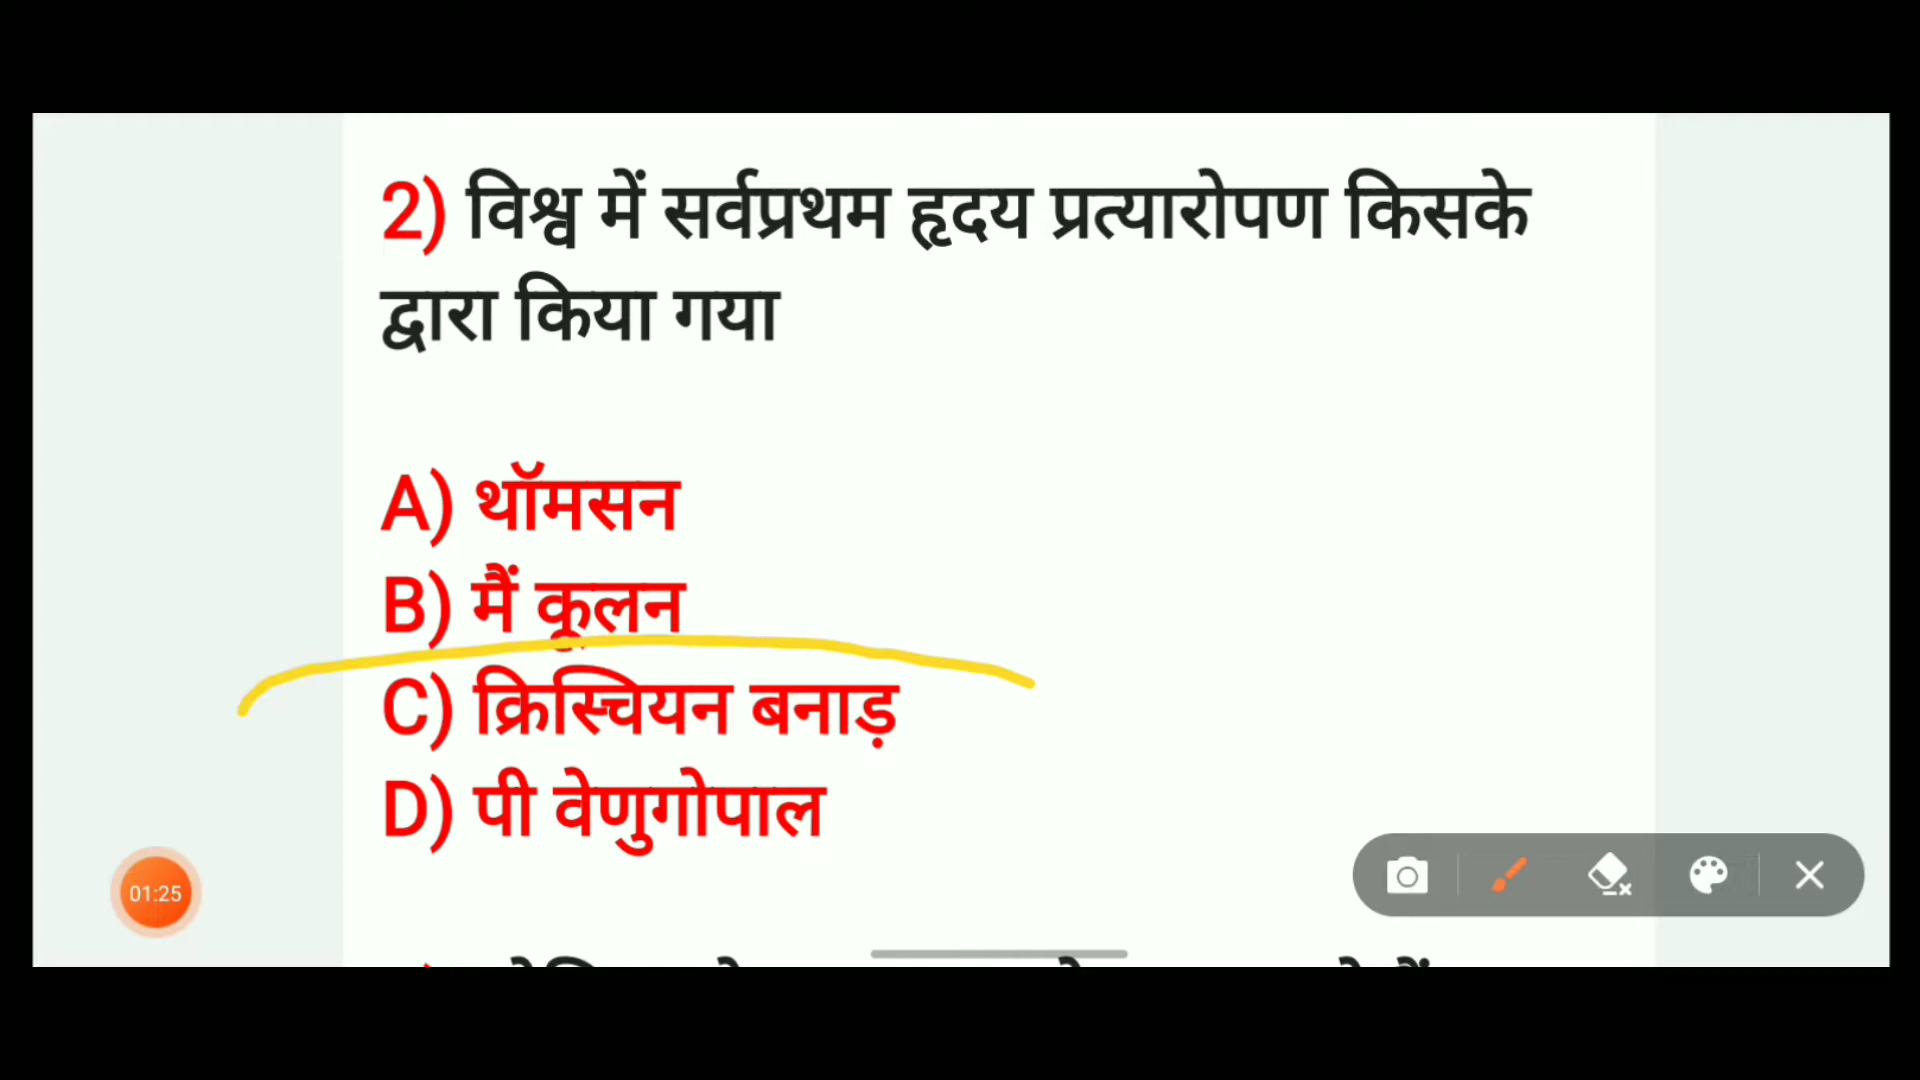 2) विश्व में सर्वप्रथम हृदय प्रत्यारोपण किसके
द्वारा किया गया
A) थॉमसन
B) मैं कूलन
C) क्रिस्चियन बनाड़
D) पी वेणुगोपाल
01:25